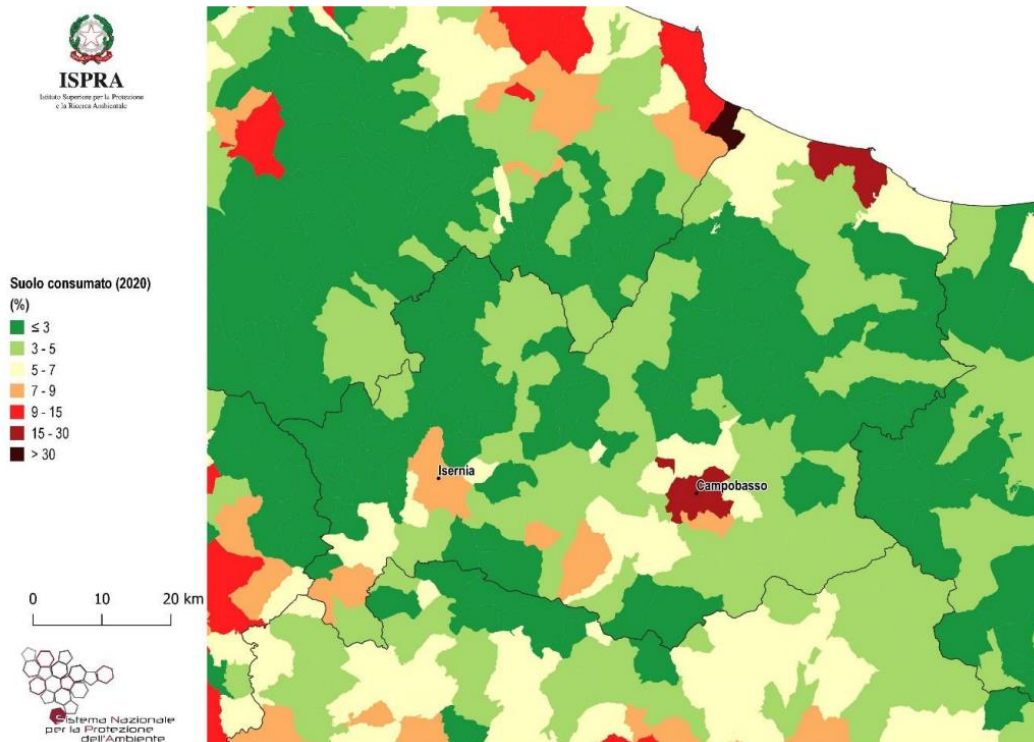 ISPRA
Istituto Superiore per la Protezione
e la Ricerca Ambientale
Suolo consumato (2020)
(%)
≤ 3
3 - 5
5 - 7
7 - 9
9 - 15
15 - 30
> 30
Isernia
Campobasso
0 10 20 km
Sistema Nazionale
per la Protezione
dell'Ambiente